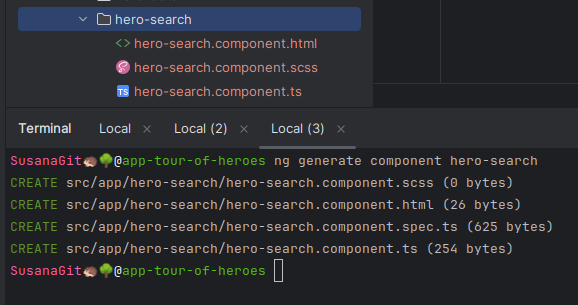 hero-search
<> hero-search.component.html
hero-search.component.scss
TS hero-search.component.ts
Terminal Local × Local (2) × Local (3) ×
SusanaGit🦔🌳@app-tour-of-heroes ng generate component hero-search
CREATE src/app/hero-search/hero-search.component.scss (0 bytes)
CREATE src/app/hero-search/hero-search.component.html (26 bytes)
CREATE src/app/hero-search/hero-search.component.spec.ts (625 bytes)
CREATE src/app/hero-search/hero-search.component.ts (254 bytes)
SusanaGit🦔🌳@app-tour-of-heroes